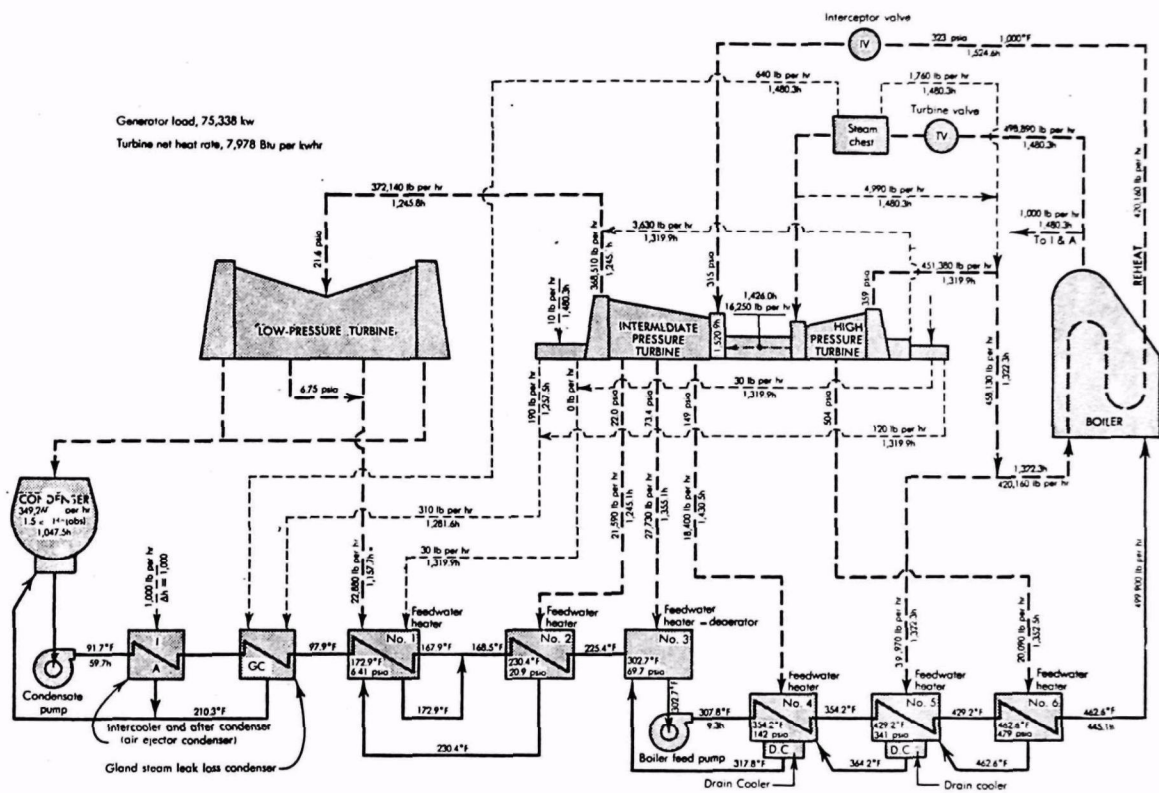 Interceptor valve
IV
323 psia
1,000°F
1,524.6h
640 lb per hr
1,480.3h
1,760 lb per hr
1,480.3h
Generator load, 75,338 kw
Turbine net heat rate, 7,978 Btu per kwhr
Turbine valve
Steam chest
TV
498,890 lb per hr
1,480.3h
420,160 lb per hr
REHEAT
372,140 lb per hr
1,245.8h
4,990 lb per hr
1,480.3h
1,000 lb per hr
1,480.3h
To I & A
3,630 lb per hr
1,319.9h
21.6 psia
368,510 lb per hr
315 psia
359 psia
451,380 lb per hr
1,319.9h
10 lb per hr
1,480.3h
1,426.0h
16,250 lb per hr
LOW-PRESSURE TURBINE
INTERMEDIATE PRESSURE TURBINE
1,520.9h
HIGH PRESSURE TURBINE
6.75 psia
190 lb per hr
1,257.5h
0 lb per hr
22.0 psia
73.4 psia
149 psia
30 lb per hr
1,319.9h
504 psia
458,130 lb per hr
1,322.3h
BOILER
120 lb per hr
1,319.9h
1,322.3h
420,160 lb per hr
CONDENSER
per hr
1,047.5h
310 lb per hr
1,281.6h
21,590 lb per hr
1,245.1h
27,730 lb per hr
1,355.1h
18,400 lb per hr
1,430.5h
499,900 lb per hr
1,000 lb per hr
Δh = 1,000
22,880 lb per hr
1,157.7h
30 lb per hr
1,319.9h
1,322.3h
20,090 lb per hr
1,352.5h
Feedwater heater
Feedwater heater
Feedwater heater - deaerator
91.7°F
59.7h
I
A
GC
97.9°F
No. 1
172.9°F
6.41 psia
167.9°F
168.5°F
No. 2
230.4°F
20.9 psia
225.4°F
No. 3
302.7°F
69.7 psia
Condensate pump
210.3°F
172.9°F
302.7°F
Feedwater heater
Feedwater heater
Feedwater heater
Intercooler and after condenser
(air ejector condenser)
230.4°F
307.8°F
No. 4
354.2°F
142 psia
354.2°F
No. 5
429.2°F
341 psia
429.2°F
No. 6
462.6°F
479 psia
462.6°F
445.1h
Boiler feed pump
D.C.
D.C.
Gland steam leak loss condenser
317.8°F
364.2°F
462.6°F
Drain Cooler
Drain cooler